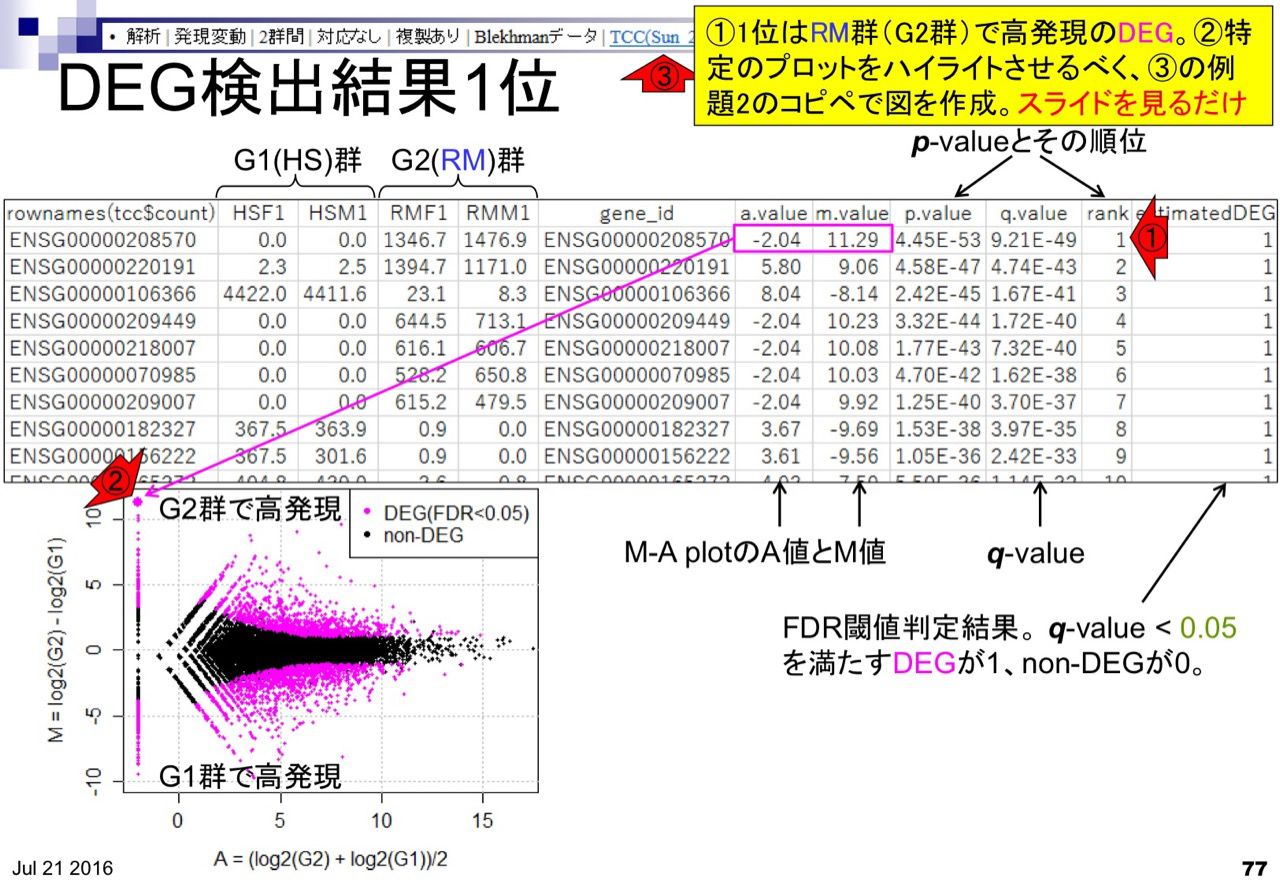 • 解析 | 発現変動 | 2群間 | 対応なし | 複製あり | Blekhmanデータ | TCC(Sun_2
①1位はRM群(G2群)で高発現のDEG。②特
定のプロットをハイライトさせるべく、③の例
題2のコピペで図を作成。スライドを見るだけ
③
DEG検出結果1位
p-valueとその順位
G1(HS)群 G2(RM)群
rownames(tcc$count) HSF1 HSM1 RMF1 RMM1 gene_id a.value m.value p.value q.value rank estimatedDEG
ENSG00000208570 0.0 0.0 1346.7 1476.9 ENSG00000208570 -2.04 11.29 4.45E-53 9.21E-49 1 1
①
ENSG00000220191 2.3 2.5 1394.7 1171.0 ENSG00000220191 5.80 9.06 4.58E-47 4.74E-43 2 1
ENSG00000106366 4422.0 4411.6 23.1 8.3 ENSG00000106366 8.04 -8.14 2.42E-45 1.67E-41 3 1
ENSG00000209449 0.0 0.0 644.5 713.1 ENSG00000209449 -2.04 10.23 3.32E-44 1.72E-40 4 1
ENSG00000218007 0.0 0.0 616.1 606.7 ENSG00000218007 -2.04 10.08 1.77E-43 7.32E-40 5 1
ENSG00000070985 0.0 0.0 528.2 650.8 ENSG00000070985 -2.04 10.03 4.70E-42 1.62E-38 6 1
ENSG00000209007 0.0 0.0 615.2 479.5 ENSG00000209007 -2.04 9.92 1.25E-40 3.70E-37 7 1
ENSG00000182327 367.5 363.9 0.9 0.0 ENSG00000182327 3.67 -9.69 1.53E-38 3.97E-35 8 1
ENSG00000156222 367.5 301.6 0.9 0.0 ENSG00000156222 3.61 -9.56 1.05E-36 2.42E-33 9 1
②
G2群で高発現
DEG(FDR<0.05)
non-DEG
M-A plotのA値とM値
q-value
FDR閾値判定結果。q-value < 0.05
を満たすDEGが1、non-DEGが0。
M = log2(G2) - log2(G1)
10
5
0
-5
-10
G1群で高発現
0 5 10 15
A = (log2(G2) + log2(G1))/2
Jul 21 2016
77